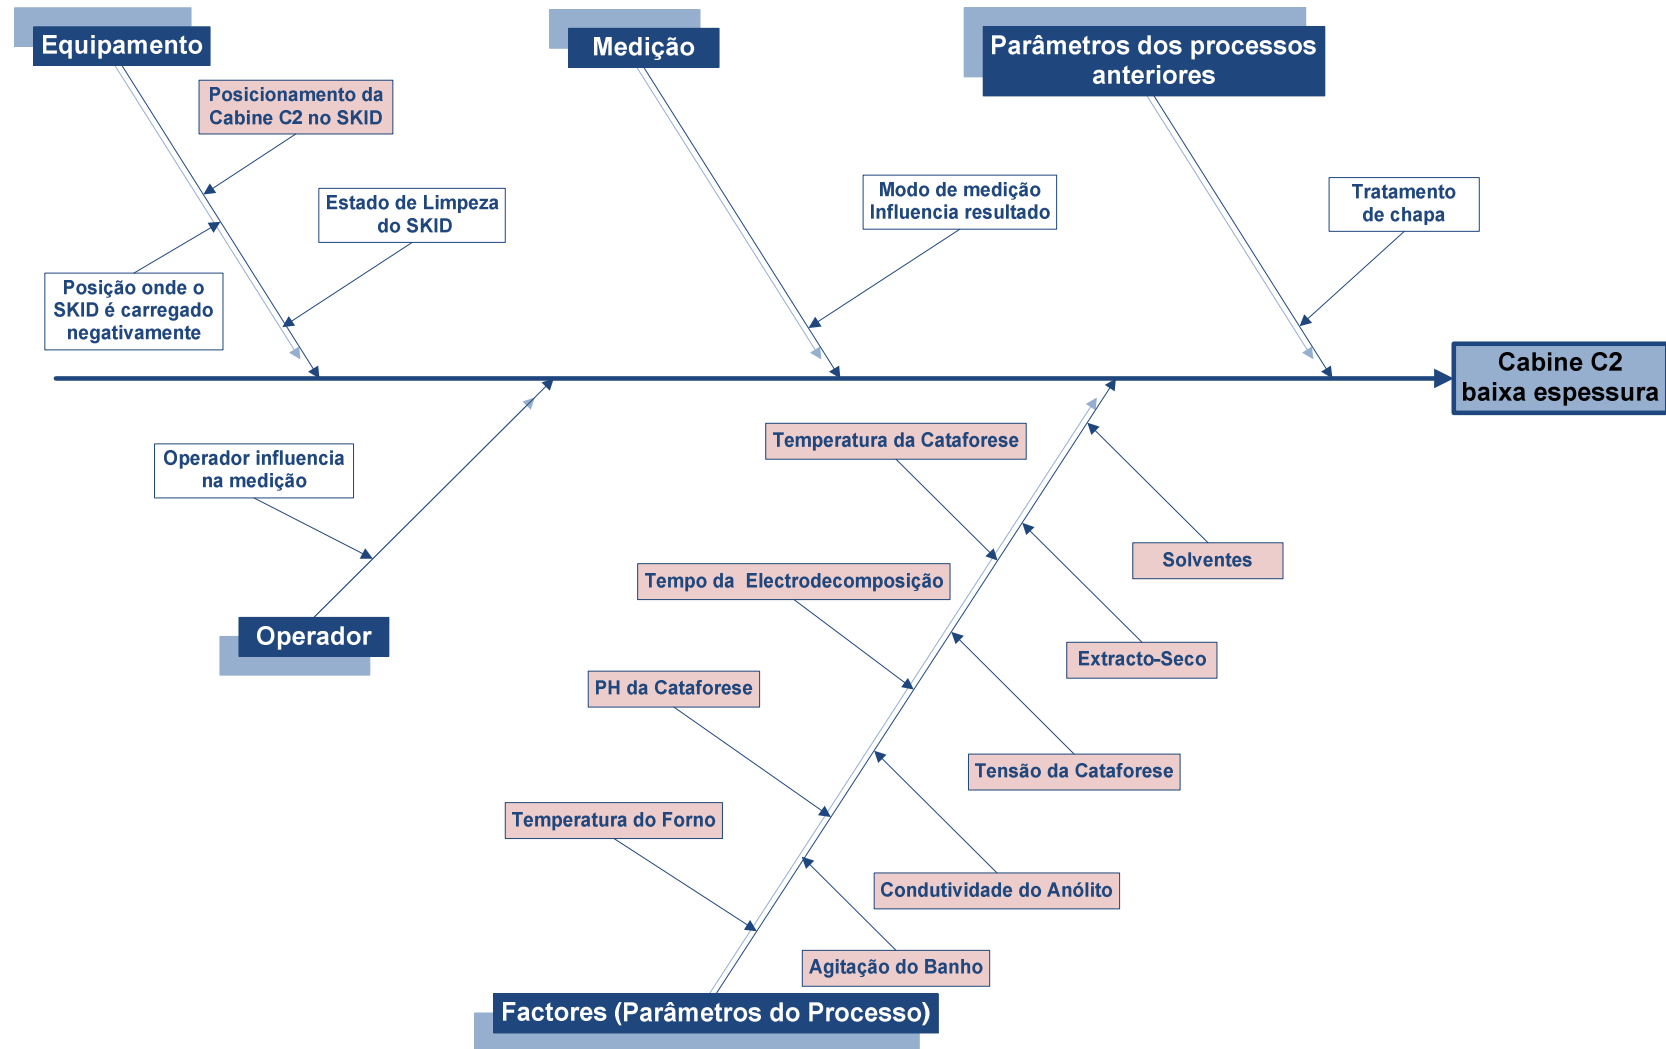 Equipamento
Medição
Parâmetros dos processos
anteriores
Posicionamento da
Cabine C2 no SKID
Estado de Limpeza
do SKID
Modo de medição
Influencia resultado
Tratamento
de chapa
Posição onde o
SKID é carregado
negativamente
Cabine C2
baixa espessura
Temperatura da Cataforese
Operador influencia
na medição
Solventes
Tempo da Electrodecomposição
Operador
Extracto-Seco
PH da Cataforese
Tensão da Cataforese
Temperatura do Forno
Condutividade do Anólito
Agitação do Banho
Factores (Parâmetros do Processo)